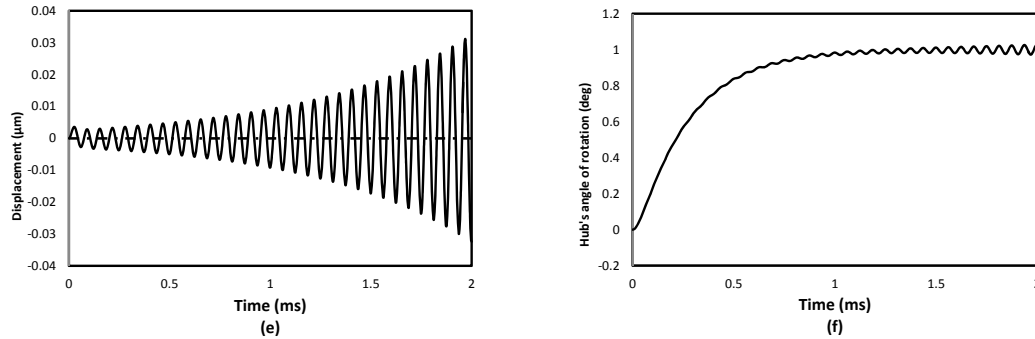 0.04
0.03
0.02
0.01
0
-0.01
-0.02
-0.03
-0.04
Displacement (µm)
0 0.5 1 1.5 2
Time (ms)
(e)
1.2
1
0.8
0.6
0.4
0.2
0
-0.2
Hub's angle of rotation (deg)
0 0.5 1 1.5
Time (ms)
(f)